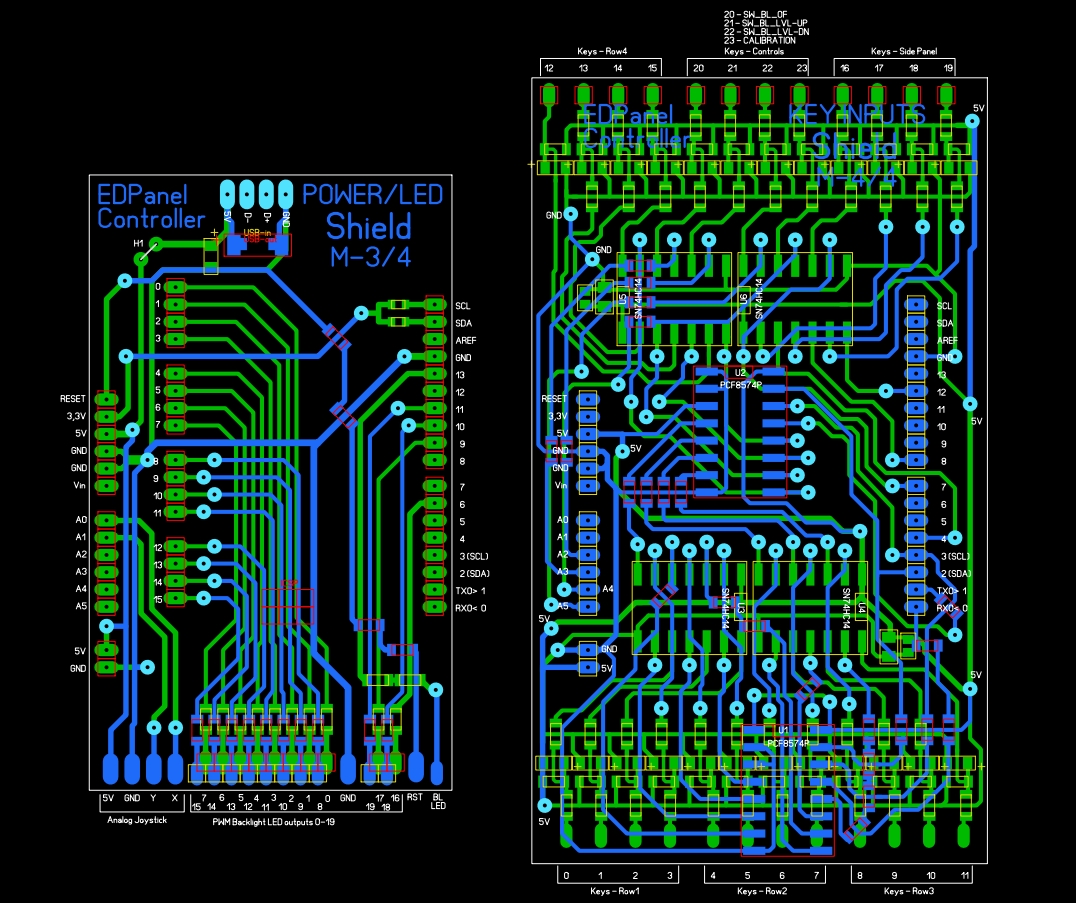 20 - SW_BL_OF
21 - SW_BL_LVL-UP
22 - SW_BL_LVL-DN
23 - CALIBRATION
Keys - Row4
Keys - Controls
Keys - Side Panel
12 13 14 15
20 21 22 23
16 17 18 19
EDPanel
Controller
KEY INPUTS
Shield
M-4/4
5V
GND
GND
U5
SN74HC14
U6
SN74HC14
SCL
SDA
AREF
GND
13
12
11
10
9
8
7
6
5
4
3(SCL)
2(SDA)
TX0> 1
RX0< 0
U2
PCF8574P
RESET
3,3V
5V
GND
GND
Vin
A0
A1
A2
A3
A4
A5
GND
5V
5V
5V
5V
5V
5V
SN74HC14
U3
SN74HC14
U4
U1
PCF8574P
0 1 2 3
4 5 6 7
8 9 10 11
Keys - Row1
Keys - Row2
Keys - Row3
EDPanel
Controller
POWER/LED
Shield
M-3/4
5V
D-
D+
GND
USB-in
H1
0
1
2
3
4
5
6
7
8
9
10
11
12
13
14
15
RESET
3,3V
5V
GND
GND
Vin
A0
A1
A2
A3
A4
A5
5V
GND
SCL
SDA
AREF
GND
13
12
11
10
9
8
7
6
5
4
3(SCL)
2(SDA)
TX0> 1
RX0< 0
5V GND Y X
Analog Joystick
7 6 5 4 3 2 1 0
15 14 13 12 11 10 9 8
GND
17 16
19 18
RST
BL
LED
PWM Backlight LED outputs 0-19